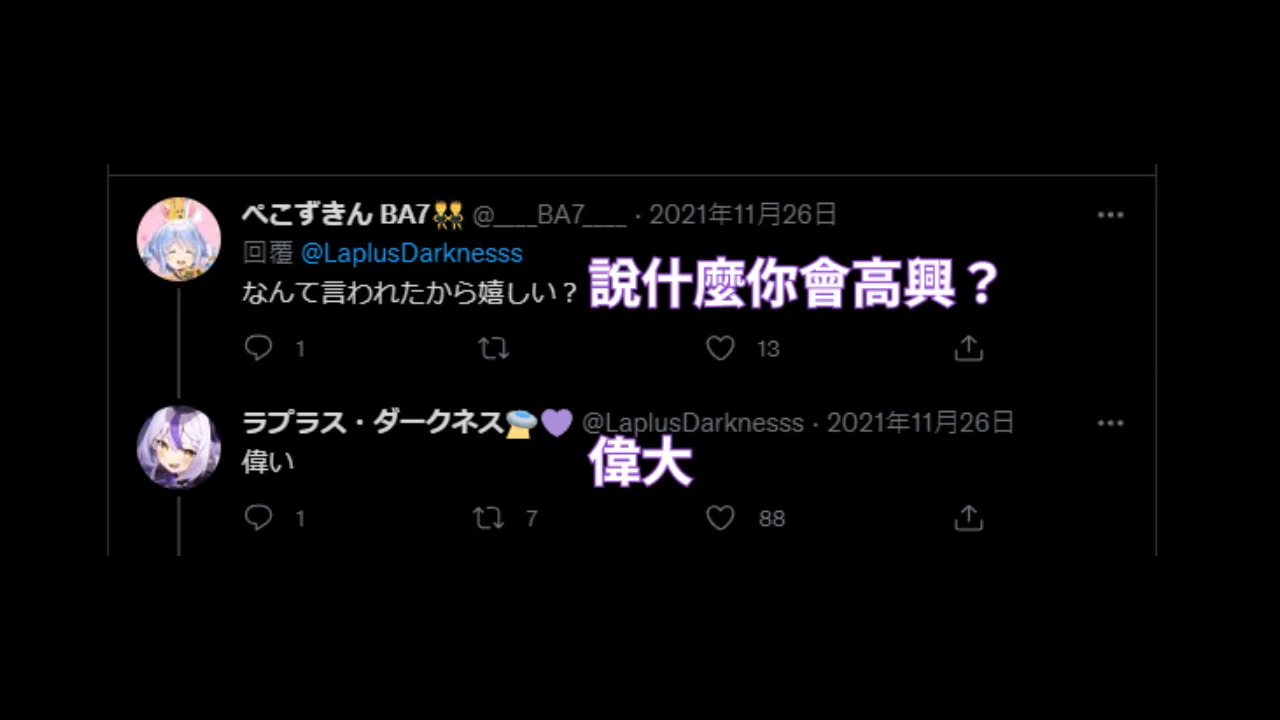 ぺこずきん BA7👯 @___BA7___ · 2021年11月26日
回覆 @LaplusDarknesss
なんて言われたから嬉しい？
說什麼你會高興？
1 13
ラプラス・ダークネス🛸💜 @LaplusDarknesss · 2021年11月26日
偉い
偉大
1 7 88